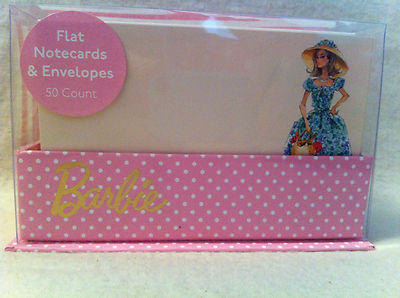 Flat
Notecards
& Envelopes
50 Count
Barbie